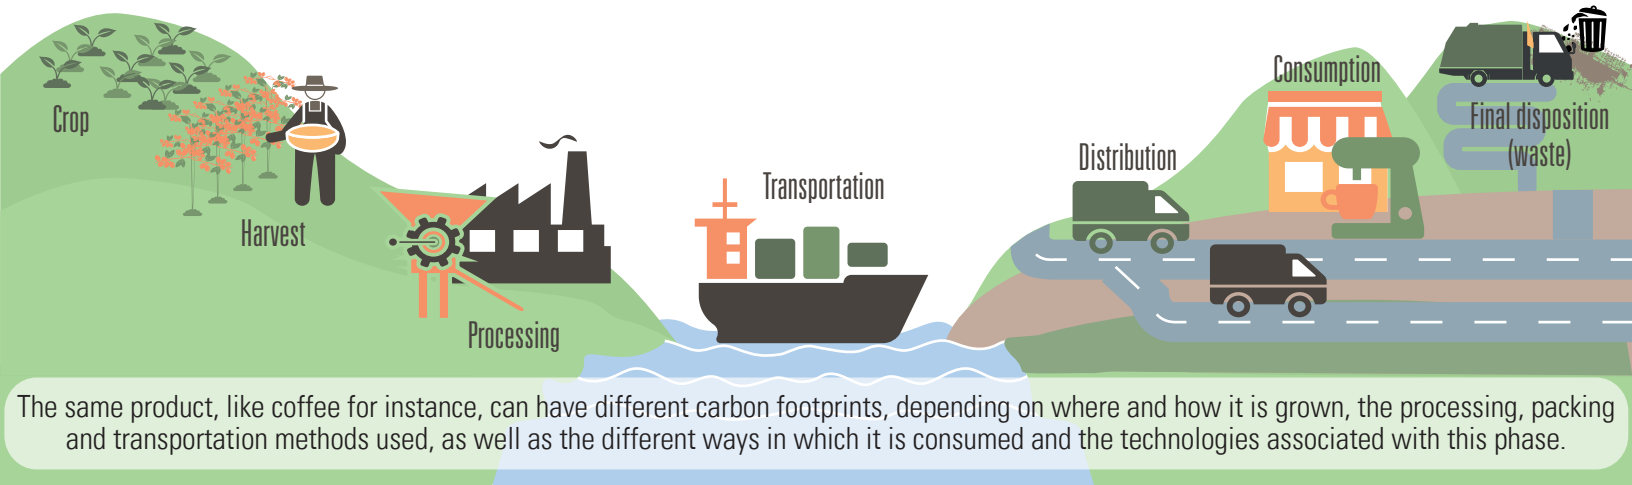 Crop
Harvest
Processing
Transportation
Distribution
Consumption
Final disposition
(waste)
The same product, like coffee for instance, can have different carbon footprints, depending on where and how it is grown, the processing, packing
and transportation methods used, as well as the different ways in which it is consumed and the technologies associated with this phase.